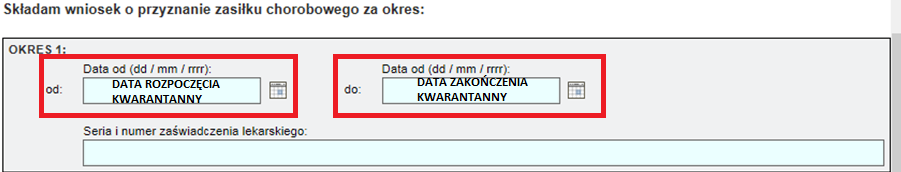 Składam wniosek o przyznanie zasiłku chorobowego za okres:
OKRES 1:
Data od (dd / mm / rrrr): Data od (dd / mm / rrrr):
od: DATA ROZPOCZĘCIA do: DATA ZAKOŃCZENIA
KWARANTANNY KWARANTANNY
Seria i numer zaświadczenia lekarskiego: